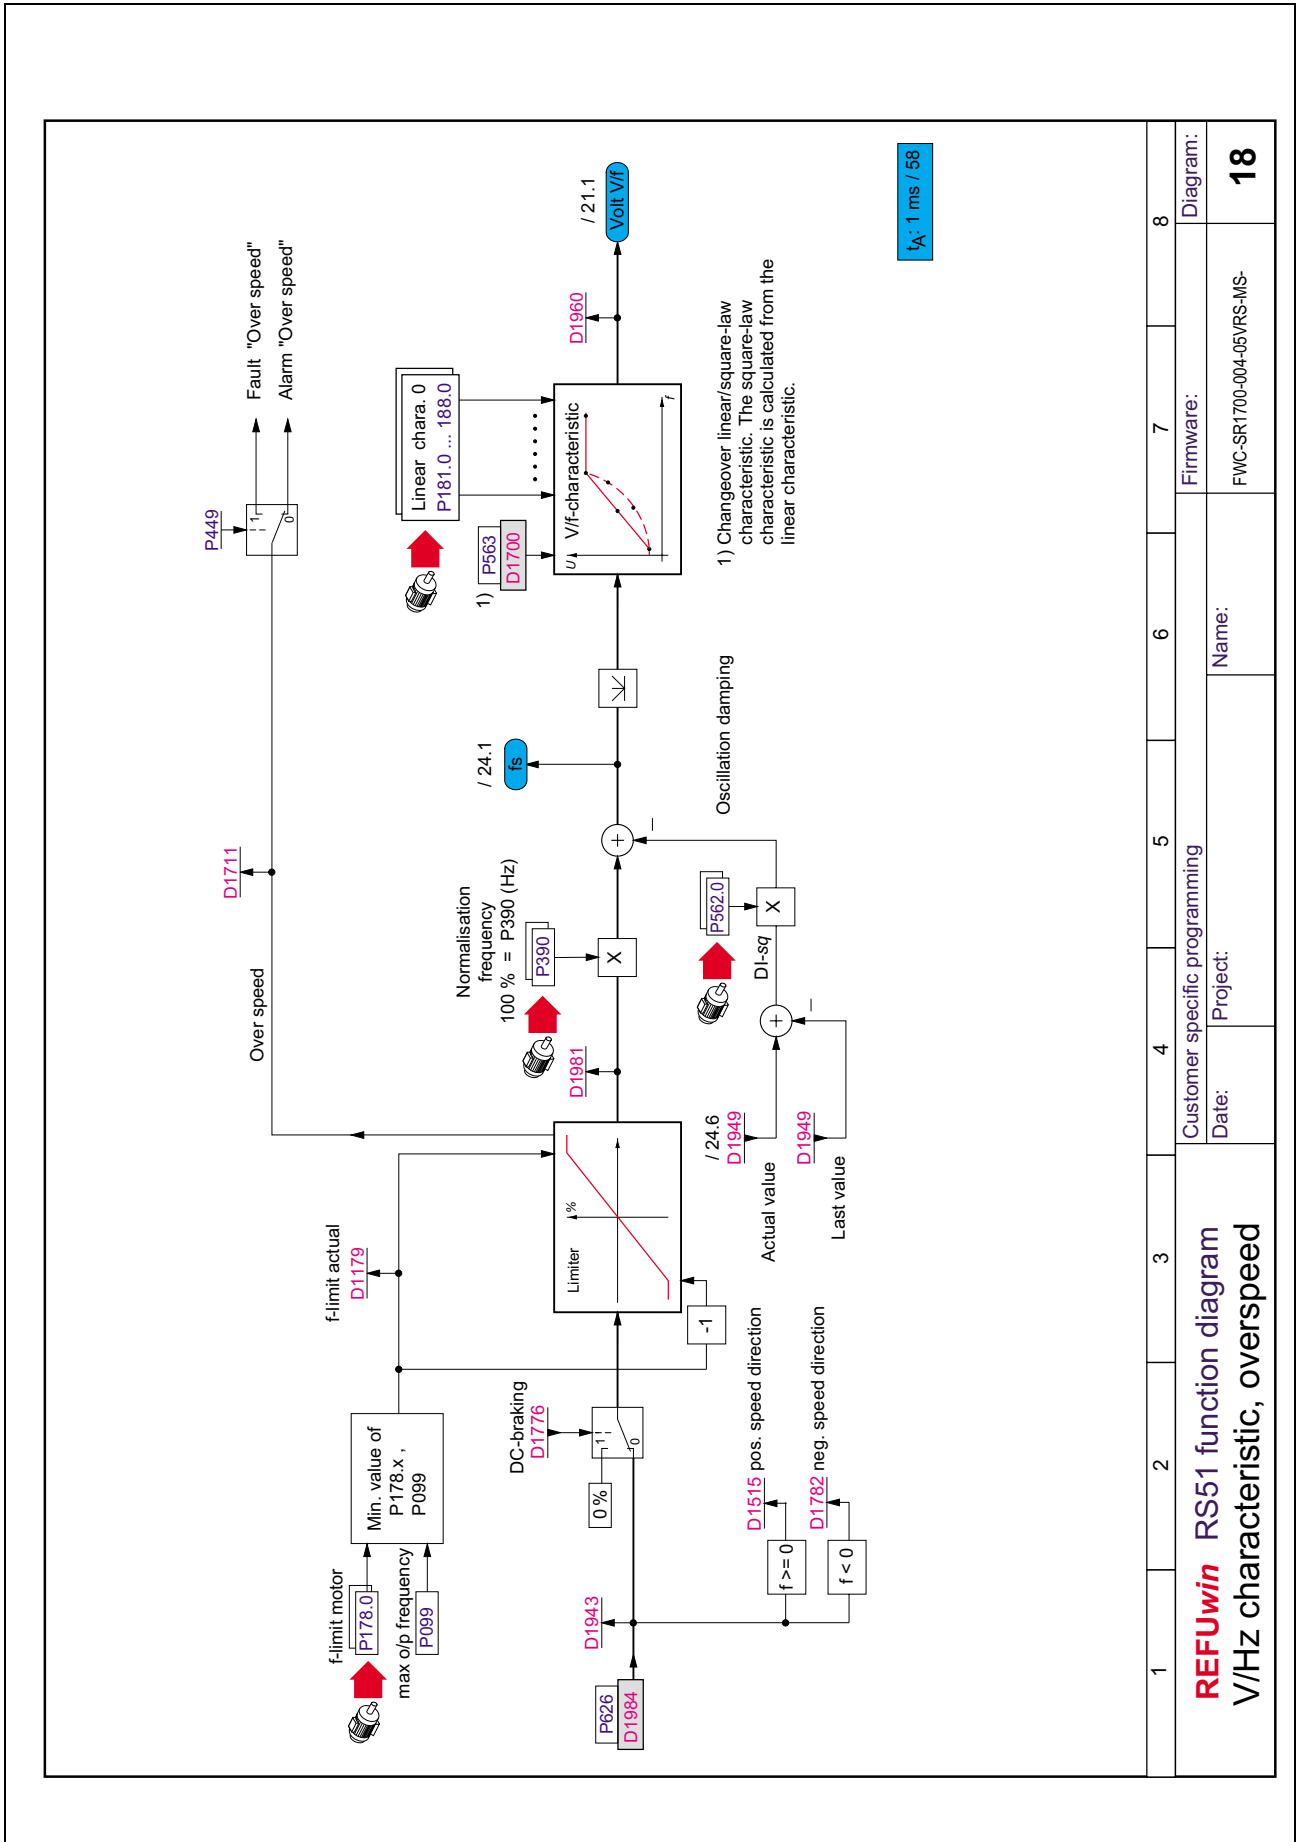 f-limit motor
P178.0
max o/p frequency
P099
Min. value of
P178.x ,
P099
f-limit actual
D1179
Over speed
D1711
P449
1
0
Fault "Over speed"
Alarm "Over speed"
P626
D1984
D1943
0 %
DC-braking
D1776
1
0
f >= 0
D1515 pos. speed direction
f < 0
D1782 neg. speed direction
-1
Limiter
%
D1981
Normalisation
frequency
100 % = P390 (Hz)
P390
X
+
/ 24.1
fs
/ 24.6
D1949
Actual value
D1949
Last value
+
–
DI-sq
P562.0
X
–
Oscillation damping
1)
P563
D1700
Linear chara. 0
P181.0 ... 188.0
U
V/f-characteristic
f
D1960
/ 21.1
Volt V/f
1) Changeover linear/square-law
characteristic. The square-law
characteristic is calculated from the
linear characteristic.
tA: 1 ms / 58
1 2 3 4 5 6 7 8
REFUwin RS51 function diagram
V/Hz characteristic, overspeed
Customer specific programming
Date:
Project:
Name:
Firmware:
FWC-SR1700-004-05VRS-MS-
Diagram:
18